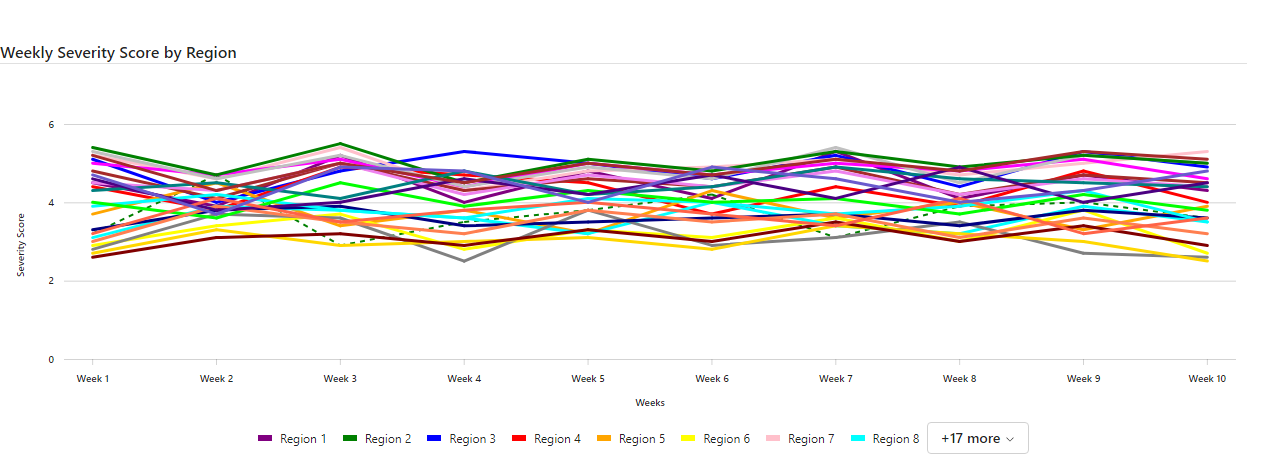 Weekly Severity Score by Region
6
4
2
0
Severity Score
Week 1 Week 2 Week 3 Week 4 Week 5 Week 6 Week 7 Week 8 Week 9 Week 10
Weeks
Region 1 Region 2 Region 3 Region 4 Region 5 Region 6 Region 7 Region 8 +17 more